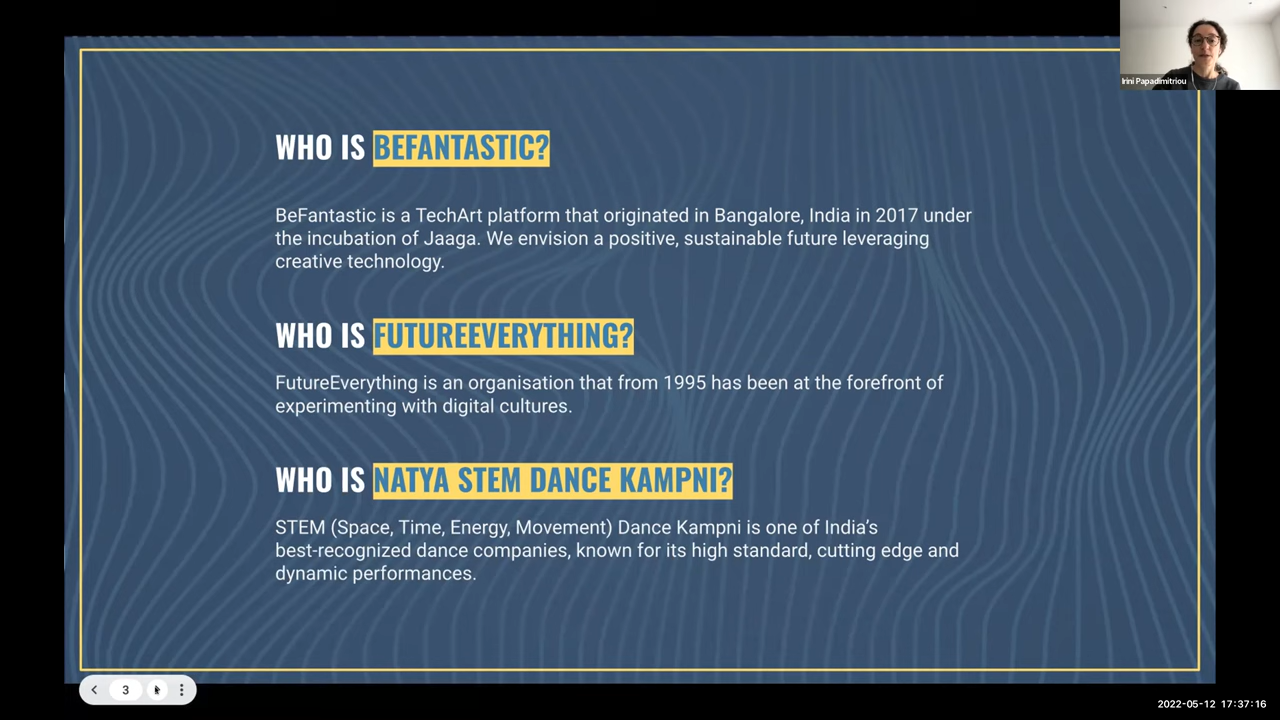 Irini Papadimitriou
WHO IS BEFANTASTIC?
BeFantastic is a TechArt platform that originated in Bangalore, India in 2017 under
the incubation of Jaaga. We envision a positive, sustainable future leveraging
creative technology.
WHO IS FUTUREEVERYTHING?
FutureEverything is an organisation that from 1995 has been at the forefront of
experimenting with digital cultures.
WHO IS NATYA STEM DANCE KAMPNI?
STEM (Space, Time, Energy, Movement) Dance Kampni is one of India’s
best-recognized dance companies, known for its high standard, cutting edge and
dynamic performances.
3
2022-05-12 17:37:16